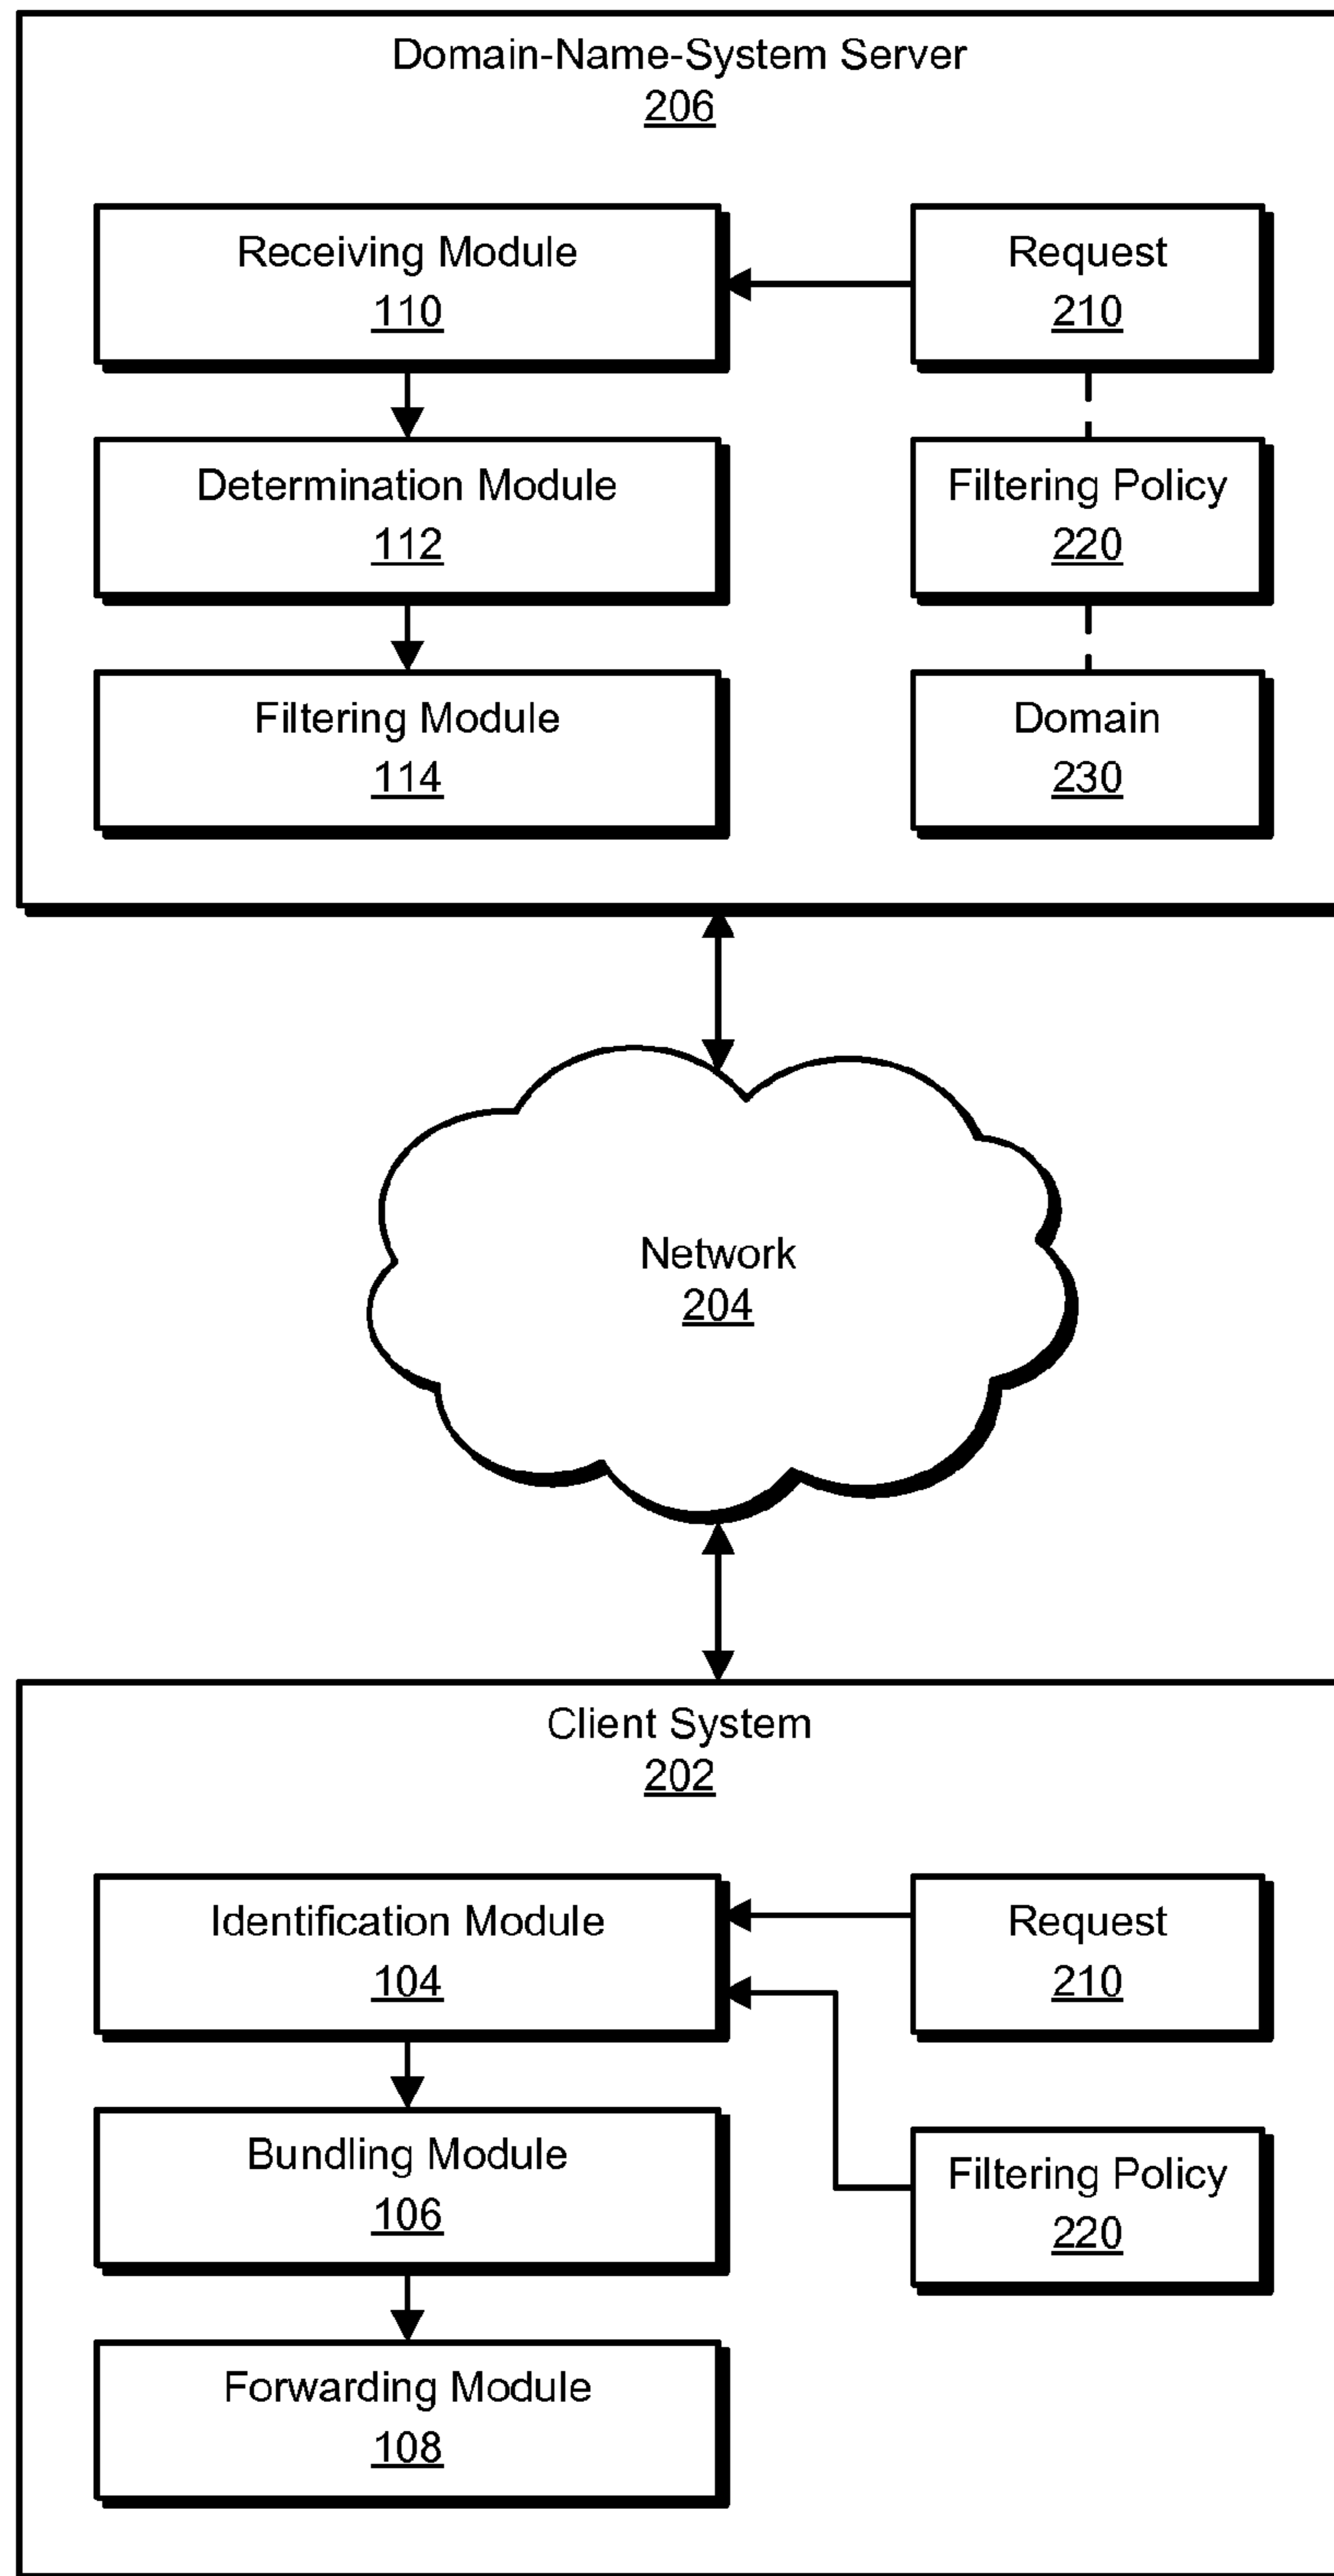 Domain-Name-System Server
206
Receiving Module
110
Request
210
Determination Module
112
Filtering Policy
220
Filtering Module
114
Domain
230
Network
204
Client System
202
Identification Module
104
Request
210
Bundling Module
106
Filtering Policy
220
Forwarding Module
108